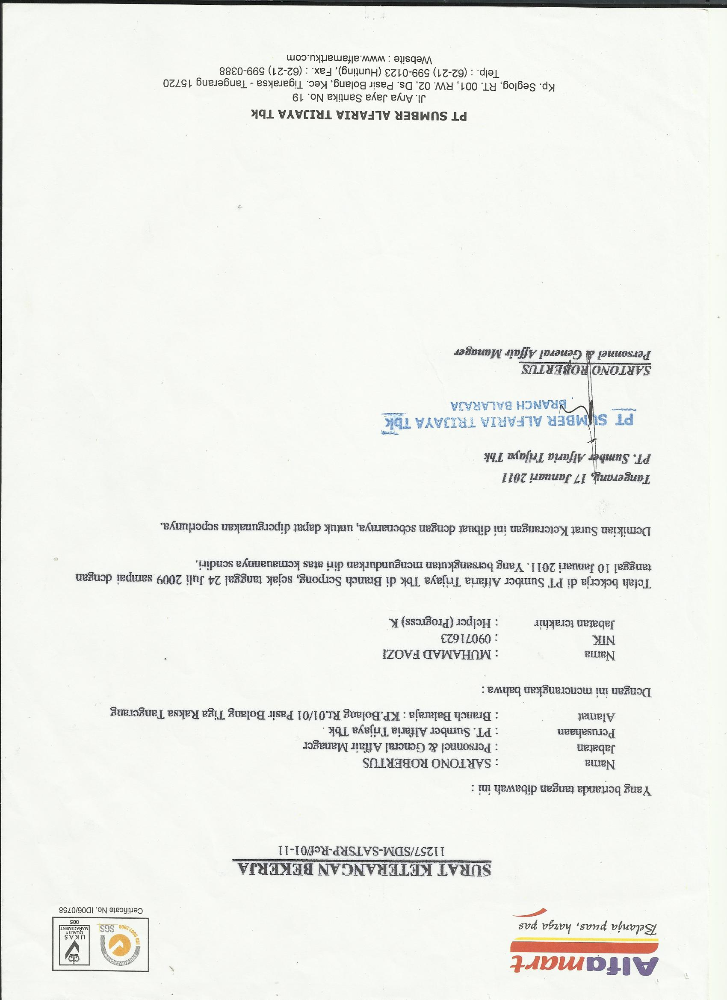 Alfamart
Belanja puas, harga pas
ISO 9001:2008
SGS
UKAS
QUALITY
MANAGEMENT
005
Certificate No. ID06/0758
SURAT KETERANGAN BEKERJA
11257/SDM-SATSRP-Ref/01-11
Yang bertanda tangan dibawah ini :
Nama : SARTONO ROBERTUS
Jabatan : Personnel & General Affair Manager
Perusahaan : PT. Sumber Alfaria Trijaya Tbk .
Alamat : Branch Balaraja : KP.Bolang Rt.01/01 Pasir Bolang Tiga Raksa Tangerang
Dengan ini menerangkan bahwa :
Nama : MUHAMAD FAOZI
NIK : 09071623
Jabatan terakhir : Helper (Progress) K
Telah bekerja di PT Sumber Alfaria Trijaya Tbk di Branch Serpong, sejak tanggal 24 Juli 2009 sampai dengan
tanggal 10 Januari 2011. Yang bersangkutan mengundurkan diri atas kemauannya sendiri.
Demikian Surat Keterangan ini dibuat dengan sebenarnya, untuk dapat dipergunakan seperlunya.
Tangerang, 17 Januari 2011
PT. Sumber Alfaria Trijaya Tbk
PT SUMBER ALFARIA TRIJAYA Tbk
BRANCH BALARAJA
SARTONO ROBERTUS
Personnel & General Affair Manager
PT SUMBER ALFARIA TRIJAYA Tbk
Jl. Arya Jaya Santika No. 19
Kp. Seglog, RT. 001, RW. 02, Ds. Pasir Bolang, Kec. Tigaraksa - Tangerang 15720
Telp. : (62-21) 599-0123 (Hunting), Fax. : (62-21) 599-0388
Website : www.alfamartku.com